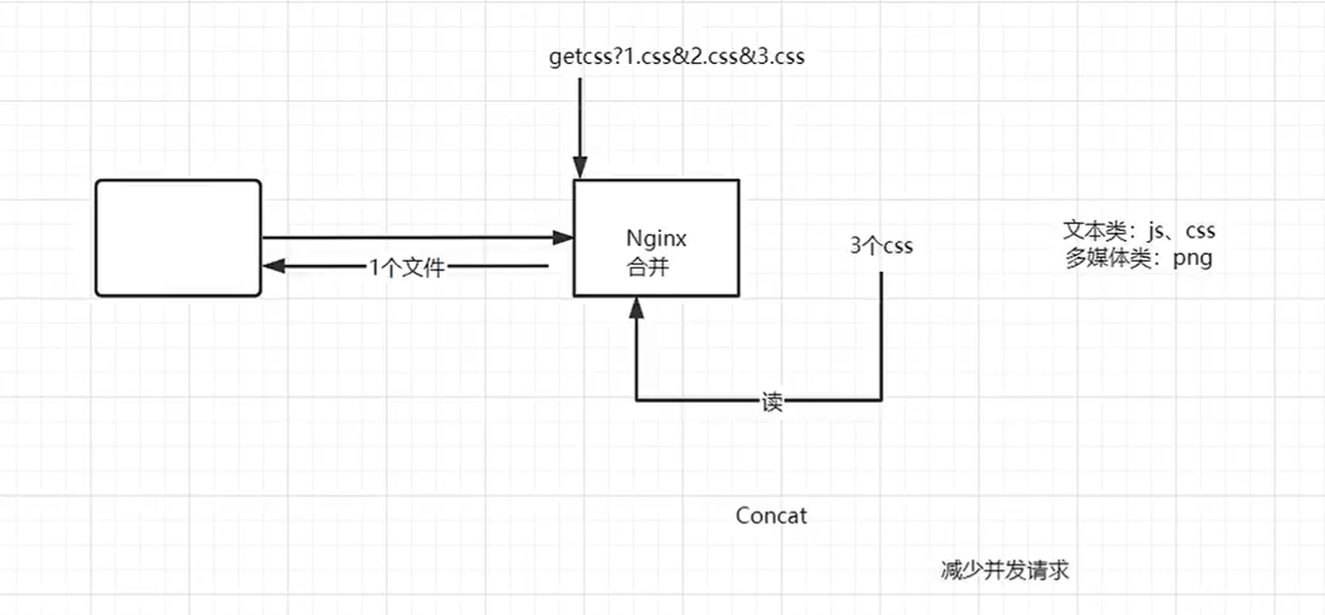 getcss?1.css&2.css&3.css
Nginx
合并
1个文件
3个css
文本类：js、css
多媒体类：png
读
Concat
减少并发请求